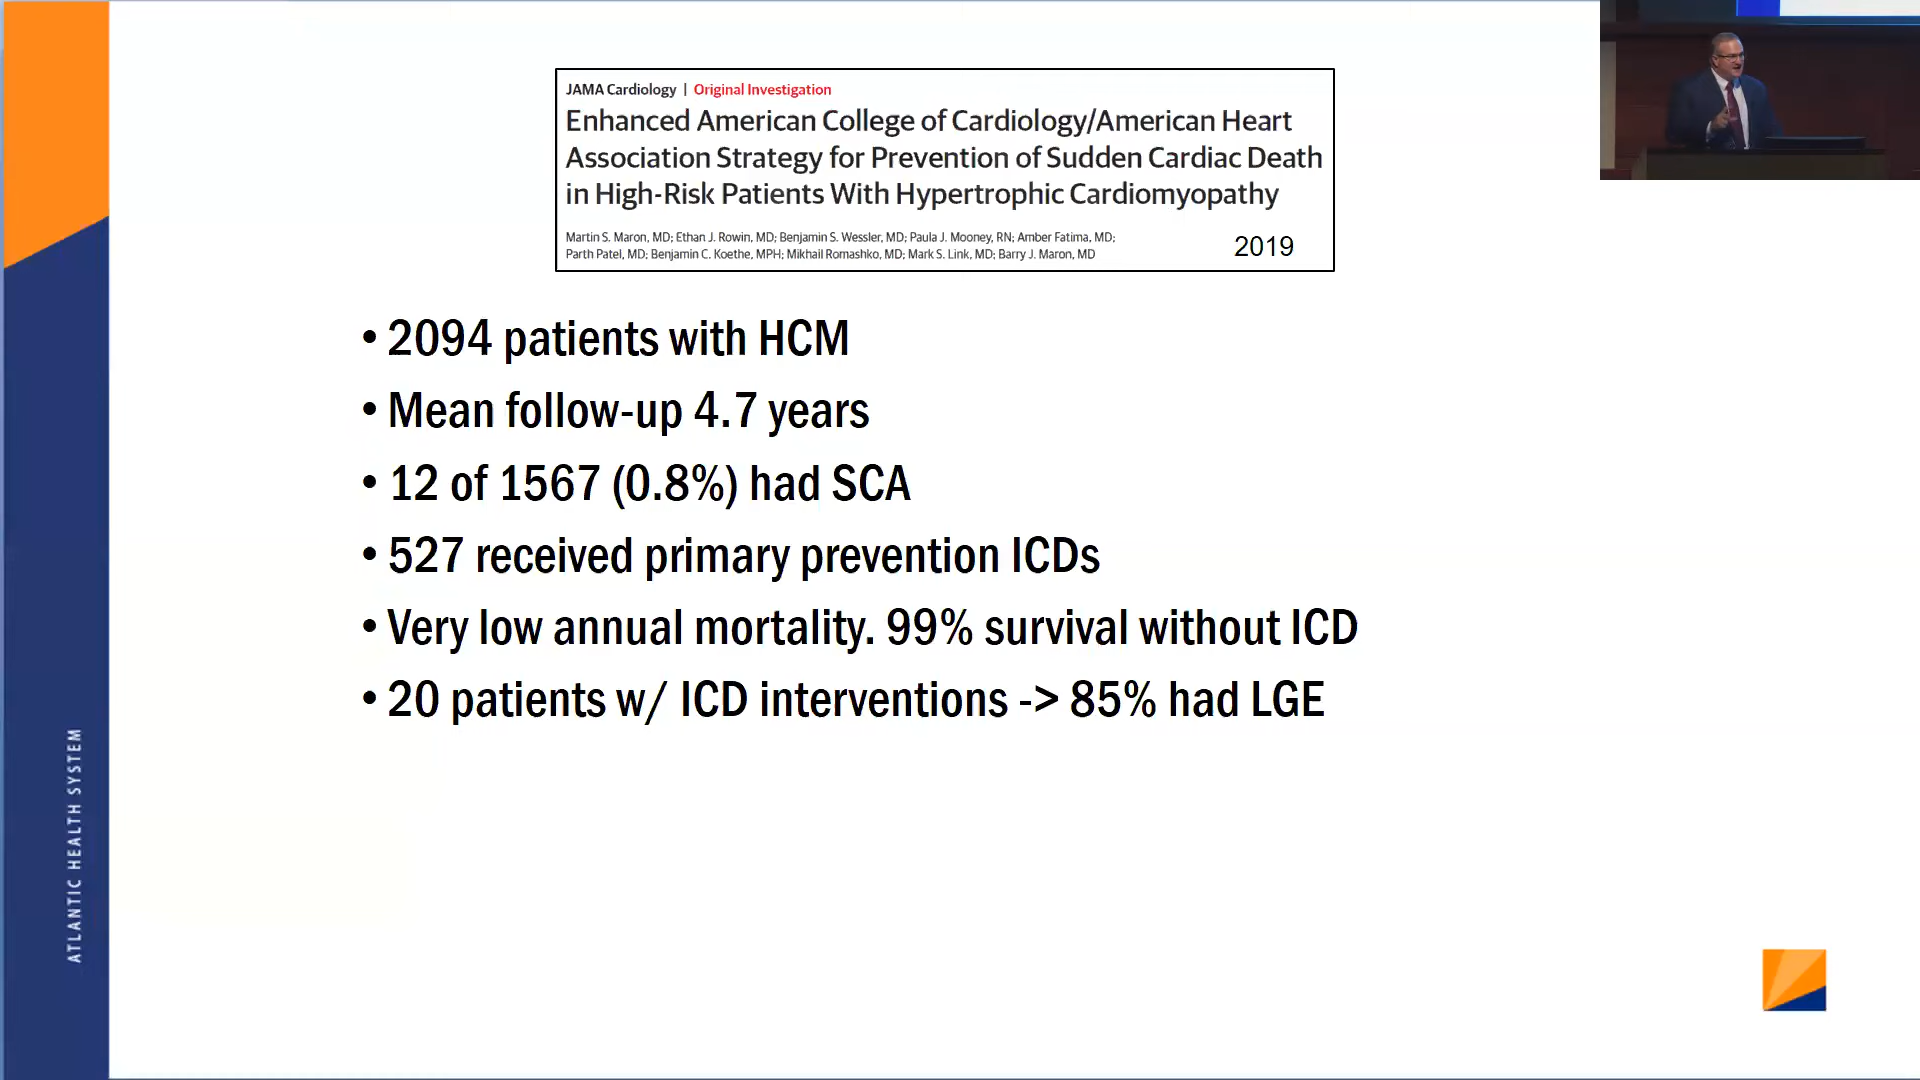 JAMA Cardiology | Original Investigation
Enhanced American College of Cardiology/American Heart
Association Strategy for Prevention of Sudden Cardiac Death
in High-Risk Patients With Hypertrophic Cardiomyopathy
Martin S. Maron, MD; Ethan J. Rowin, MD; Benjamin S. Wessler, MD; Paula J. Mooney, RN; Amber Fatima, MD;
Parth Patel, MD; Benjamin C. Koethe, MPH; Mikhail Romashko, MD; Mark S. Link, MD; Barry J. Maron, MD
2019
• 2094 patients with HCM
• Mean follow-up 4.7 years
• 12 of 1567 (0.8%) had SCA
• 527 received primary prevention ICDs
• Very low annual mortality. 99% survival without ICD
• 20 patients w/ ICD interventions -> 85% had LGE
ATLANTIC HEALTH SYSTEM